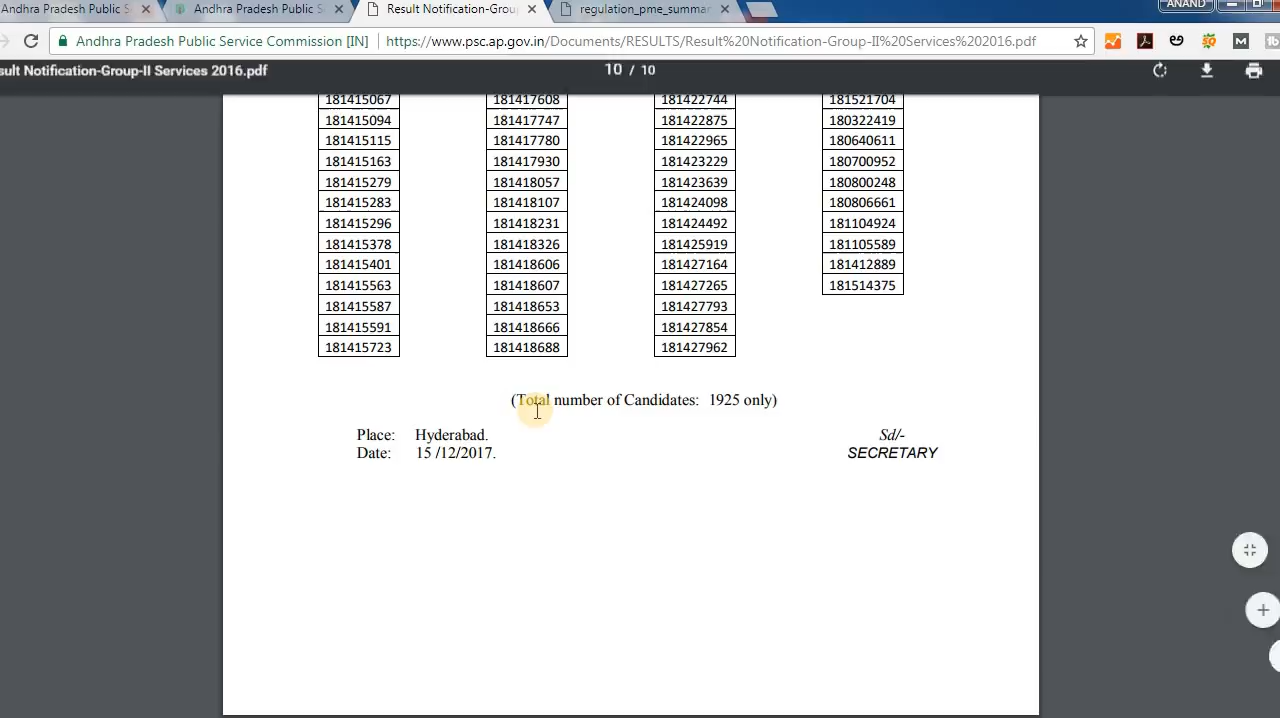 ANAND
Andhra Pradesh Public S
Andhra Pradesh Public S
Result Notification-Grou
regulation_pme_summar
Andhra Pradesh Public Service Commission [IN]
https://www.psc.ap.gov.in/Documents/RESULTS/Result%20Notification-Group-II%20Services%202016.pdf
sult Notification-Group-II Services 2016.pdf
10 / 10
181415067 181417608 181422744 181521704
181415094 181417747 181422875 180322419
181415115 181417780 181422965 180640611
181415163 181417930 181423229 180700952
181415279 181418057 181423639 180800248
181415283 181418107 181424098 180806661
181415296 181418231 181424492 181104924
181415378 181418326 181425919 181105589
181415401 181418606 181427164 181412889
181415563 181418607 181427265 181514375
181415587 181418653 181427793
181415591 181418666 181427854
181415723 181418688 181427962
(Total number of Candidates: 1925 only)
Place: Hyderabad.
Date: 15 /12/2017.
Sd/-
SECRETARY